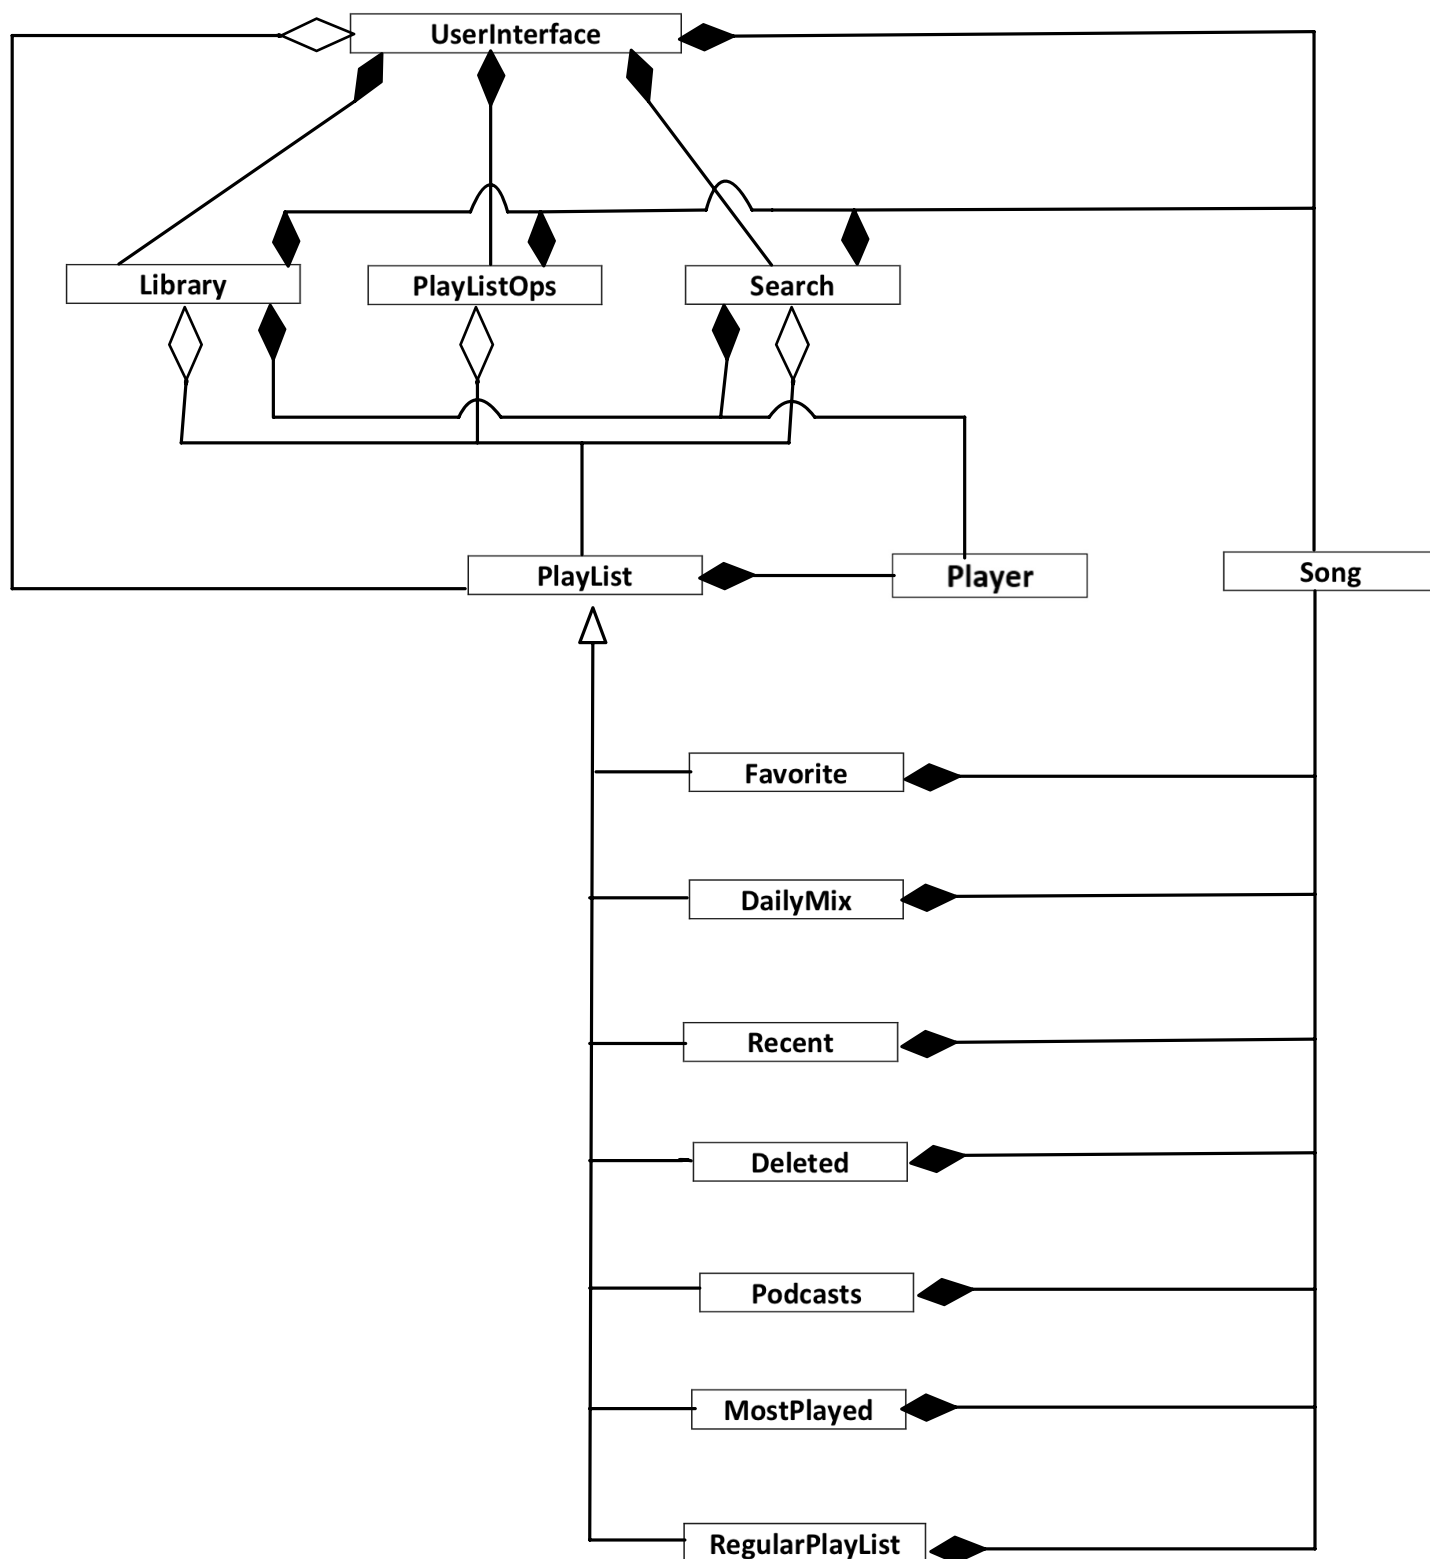 UserInterface
Library
PlayListOps
Search
PlayList
Player
Song
Favorite
DailyMix
Recent
Deleted
Podcasts
MostPlayed
RegularPlayList